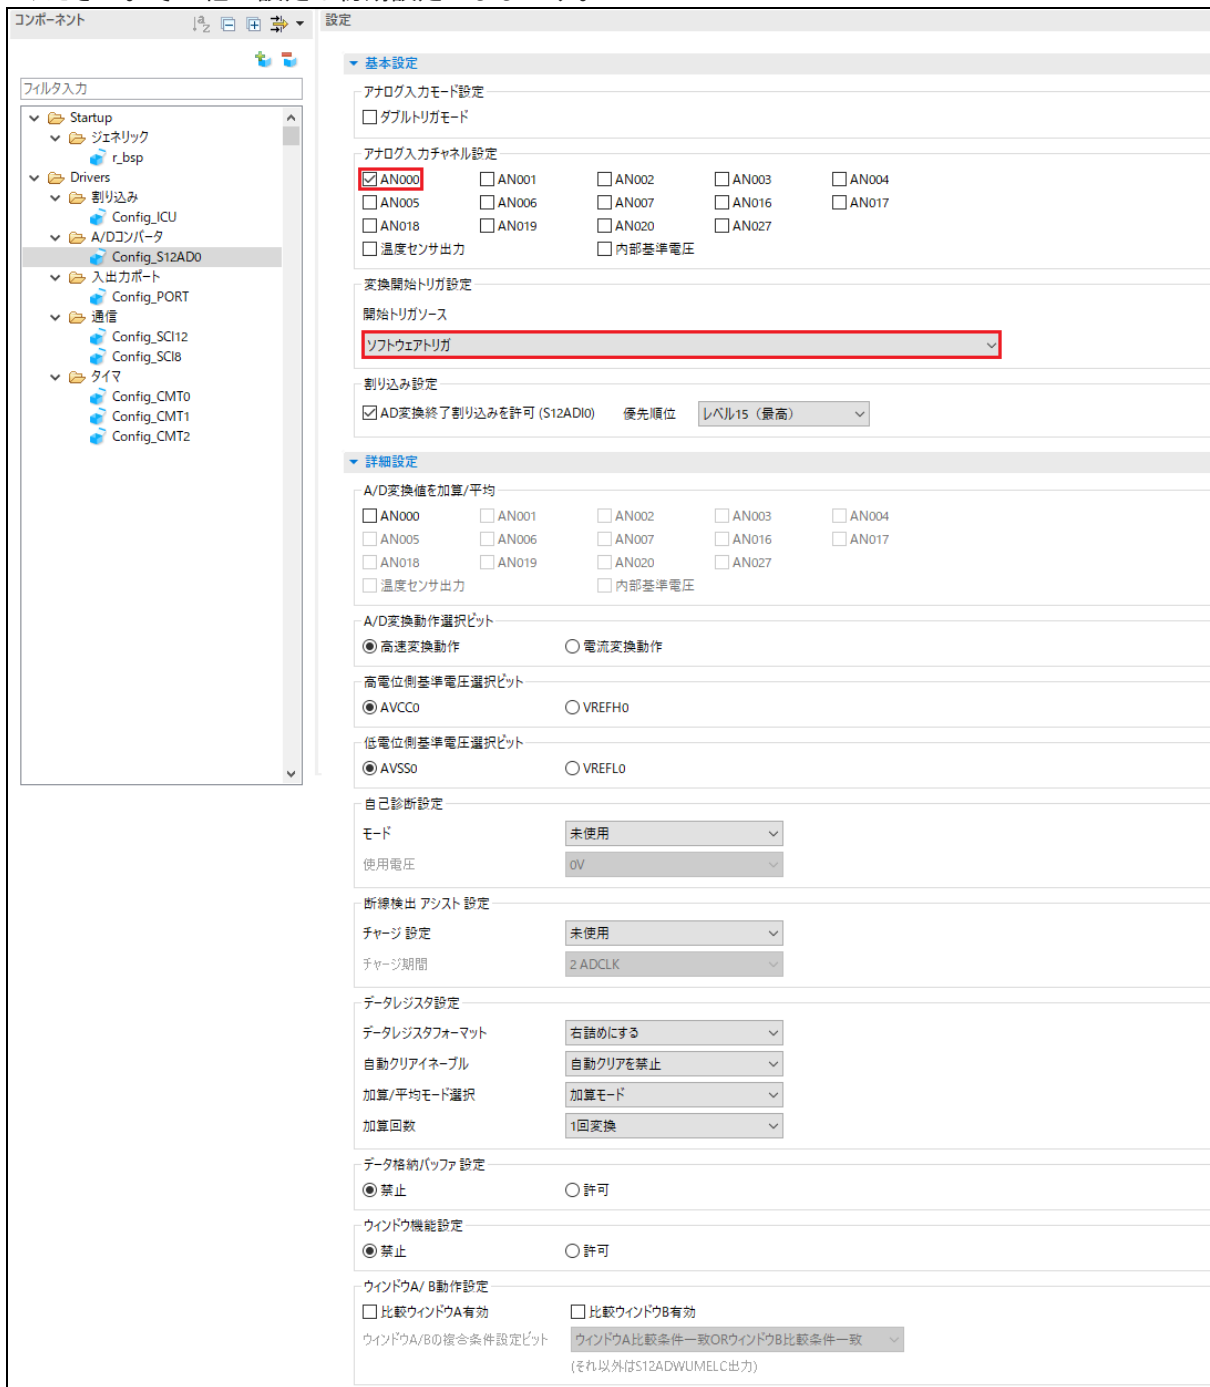 コンポーネント
設定
フィルタ入力
Startup
ジェネリック
r_bsp
Drivers
割り込み
Config_ICU
A/Dコンバータ
Config_S12AD0
入出力ポート
Config_PORT
通信
Config_SCI12
Config_SCI8
タイマ
Config_CMT0
Config_CMT1
Config_CMT2
基本設定
アナログ入力モード設定
ダブルトリガモード
アナログ入力チャネル設定
AN000 AN001 AN002 AN003 AN004
AN005 AN006 AN007 AN016 AN017
AN018 AN019 AN020 AN027
温度センサ出力 内部基準電圧
変換開始トリガ設定
開始トリガソース
ソフトウェアトリガ
割り込み設定
AD変換終了割り込みを許可 (S12ADI0) 優先順位 レベル15（最高）
詳細設定
A/D変換値を加算/平均
AN000 AN001 AN002 AN003 AN004
AN005 AN006 AN007 AN016 AN017
AN018 AN019 AN020 AN027
温度センサ出力 内部基準電圧
A/D変換動作選択ビット
高速変換動作 電流変換動作
高電位側基準電圧選択ビット
AVCC0 VREFH0
低電位側基準電圧選択ビット
AVSS0 VREFL0
自己診断設定
モード 未使用
使用電圧 0V
断線検出 アシスト 設定
チャージ 設定 未使用
チャージ期間 2 ADCLK
データレジスタ設定
データレジスタフォーマット 右詰めにする
自動クリアイネーブル 自動クリアを禁止
加算/平均モード選択 加算モード
加算回数 1回変換
データ格納バッファ 設定
禁止 許可
ウィンドウ機能設定
禁止 許可
ウィンドウA/ B動作設定
比較ウィンドウA有効 比較ウィンドウB有効
ウィンドウA/Bの複合条件設定ビット ウィンドウA比較条件一致ORウィンドウB比較条件一致
(それ以外はS12ADWUMELC出力)